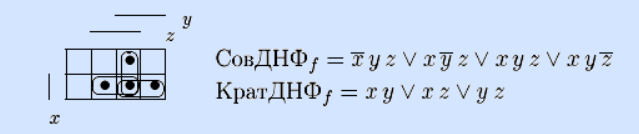 y
z
СовДНФ_f = x̅ y z ∨ x y̅ z ∨ x y z ∨ x y z̅
КратДНФ_f = x y ∨ x z ∨ y z
x